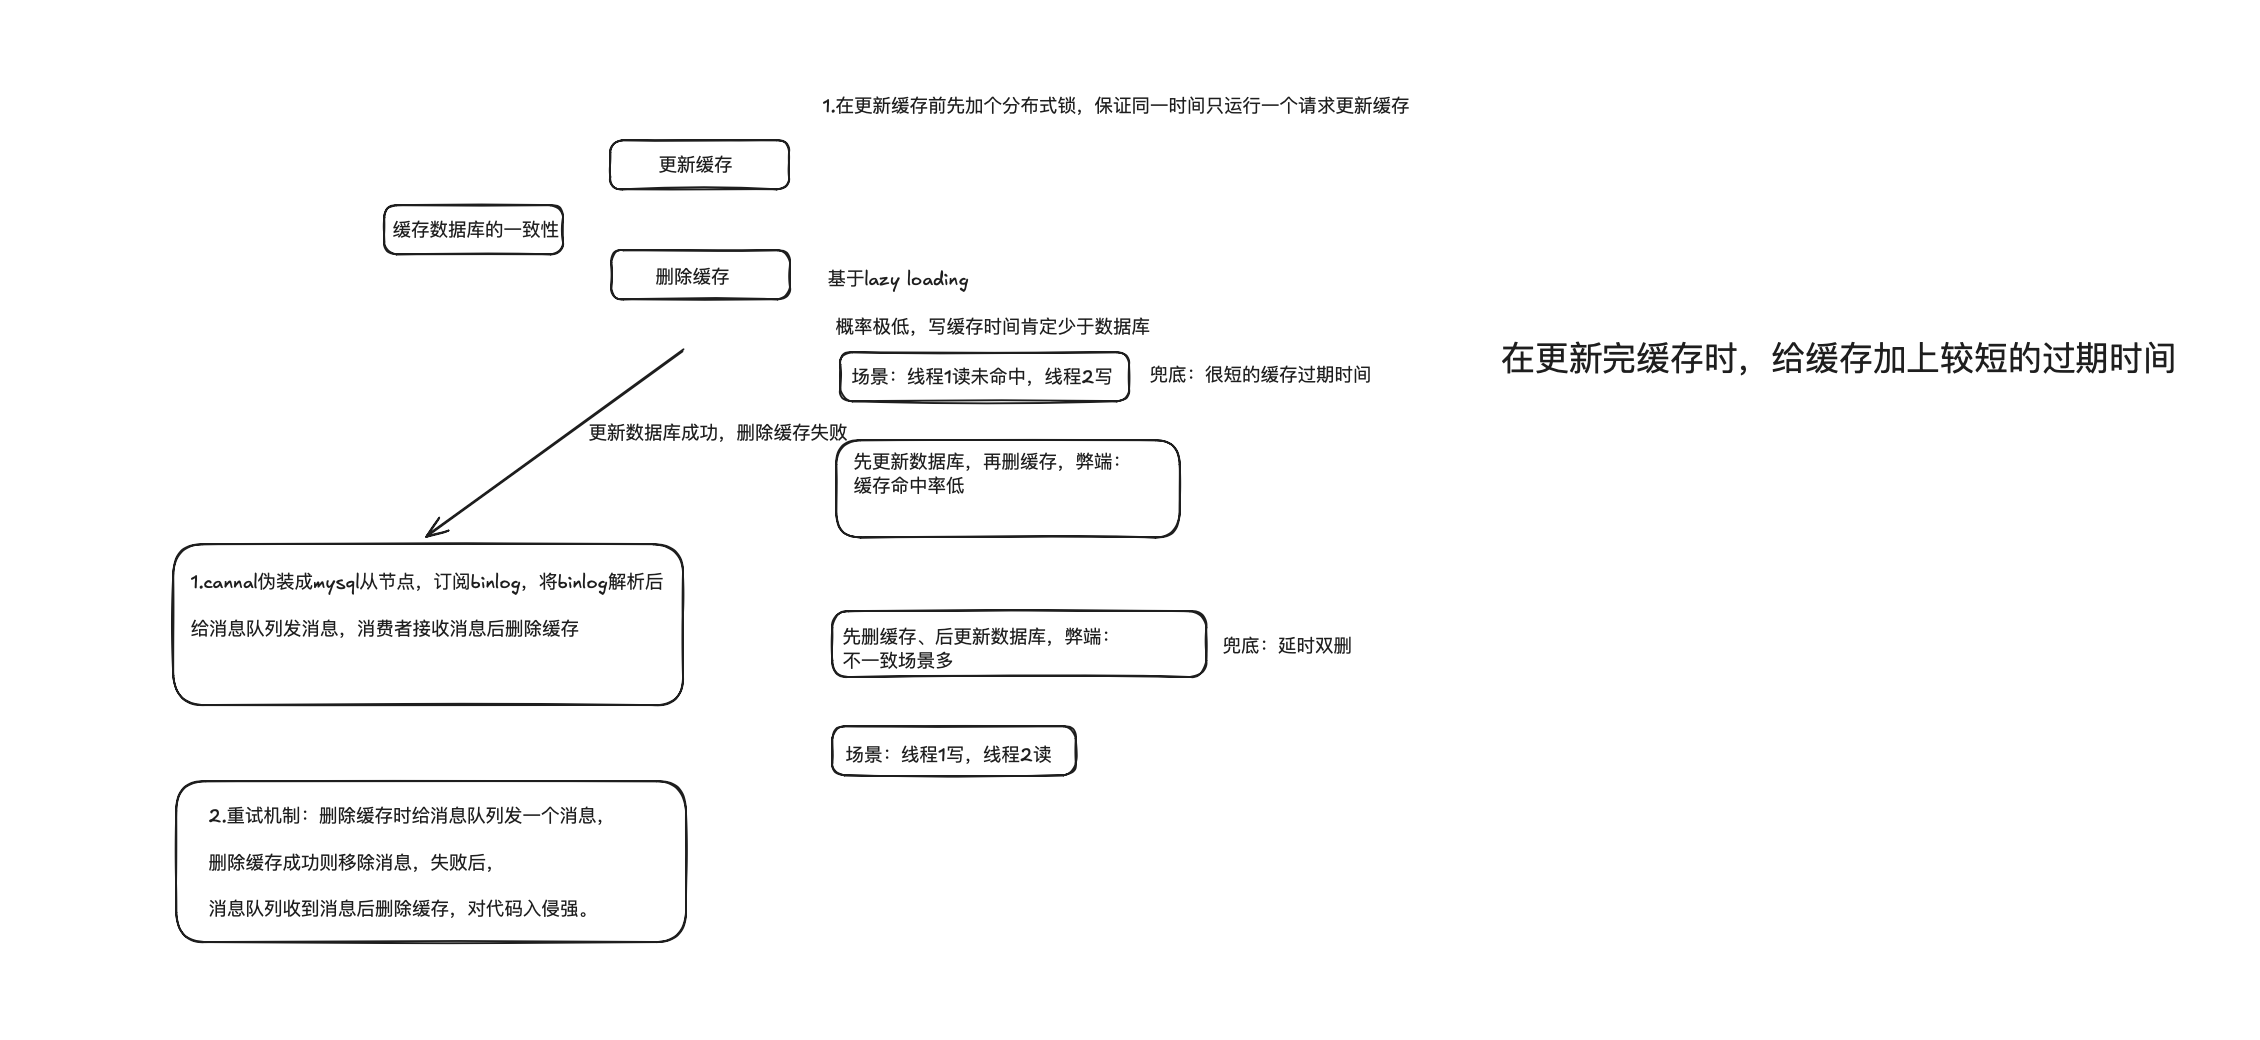 1.在更新缓存前先加个分布式锁，保证同一时间只运行一个请求更新缓存
更新缓存
缓存数据库的一致性
删除缓存
基于lazy loading
概率极低，写缓存时间肯定少于数据库
在更新完缓存时，给缓存加上较短的过期时间
场景：线程1读未命中，线程2写
兜底：很短的缓存过期时间
更新数据库成功，删除缓存失败
先更新数据库，再删缓存，弊端：
缓存命中率低
1.cannal伪装成mysql从节点，订阅binlog，将binlog解析后
给消息队列发消息，消费者接收消息后删除缓存
先删缓存、后更新数据库，弊端：
不一致场景多
兜底：延时双删
场景：线程1写，线程2读
2.重试机制：删除缓存时给消息队列发一个消息，
删除缓存成功则移除消息，失败后，
消息队列收到消息后删除缓存，对代码入侵强。